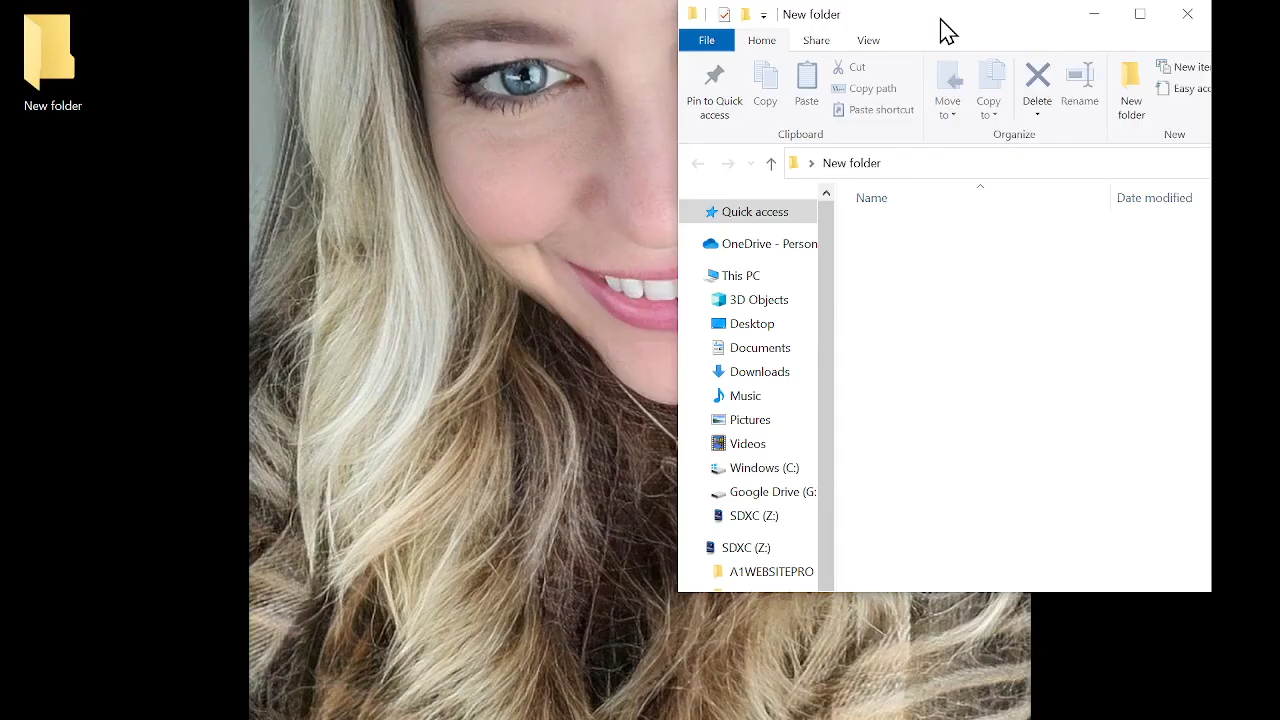 New folder
New folder
File
Home
Share
View
Pin to Quick access
Copy
Paste
Cut
Copy path
Paste shortcut
Move to
Copy to
Delete
Rename
New folder
New ite
Easy acc
Clipboard
Organize
New
New folder
Name
Date modified
Quick access
OneDrive - Person
This PC
3D Objects
Desktop
Documents
Downloads
Music
Pictures
Videos
Windows (C:)
Google Drive (G:
SDXC (Z:)
SDXC (Z:)
A1WEBSITEPRO